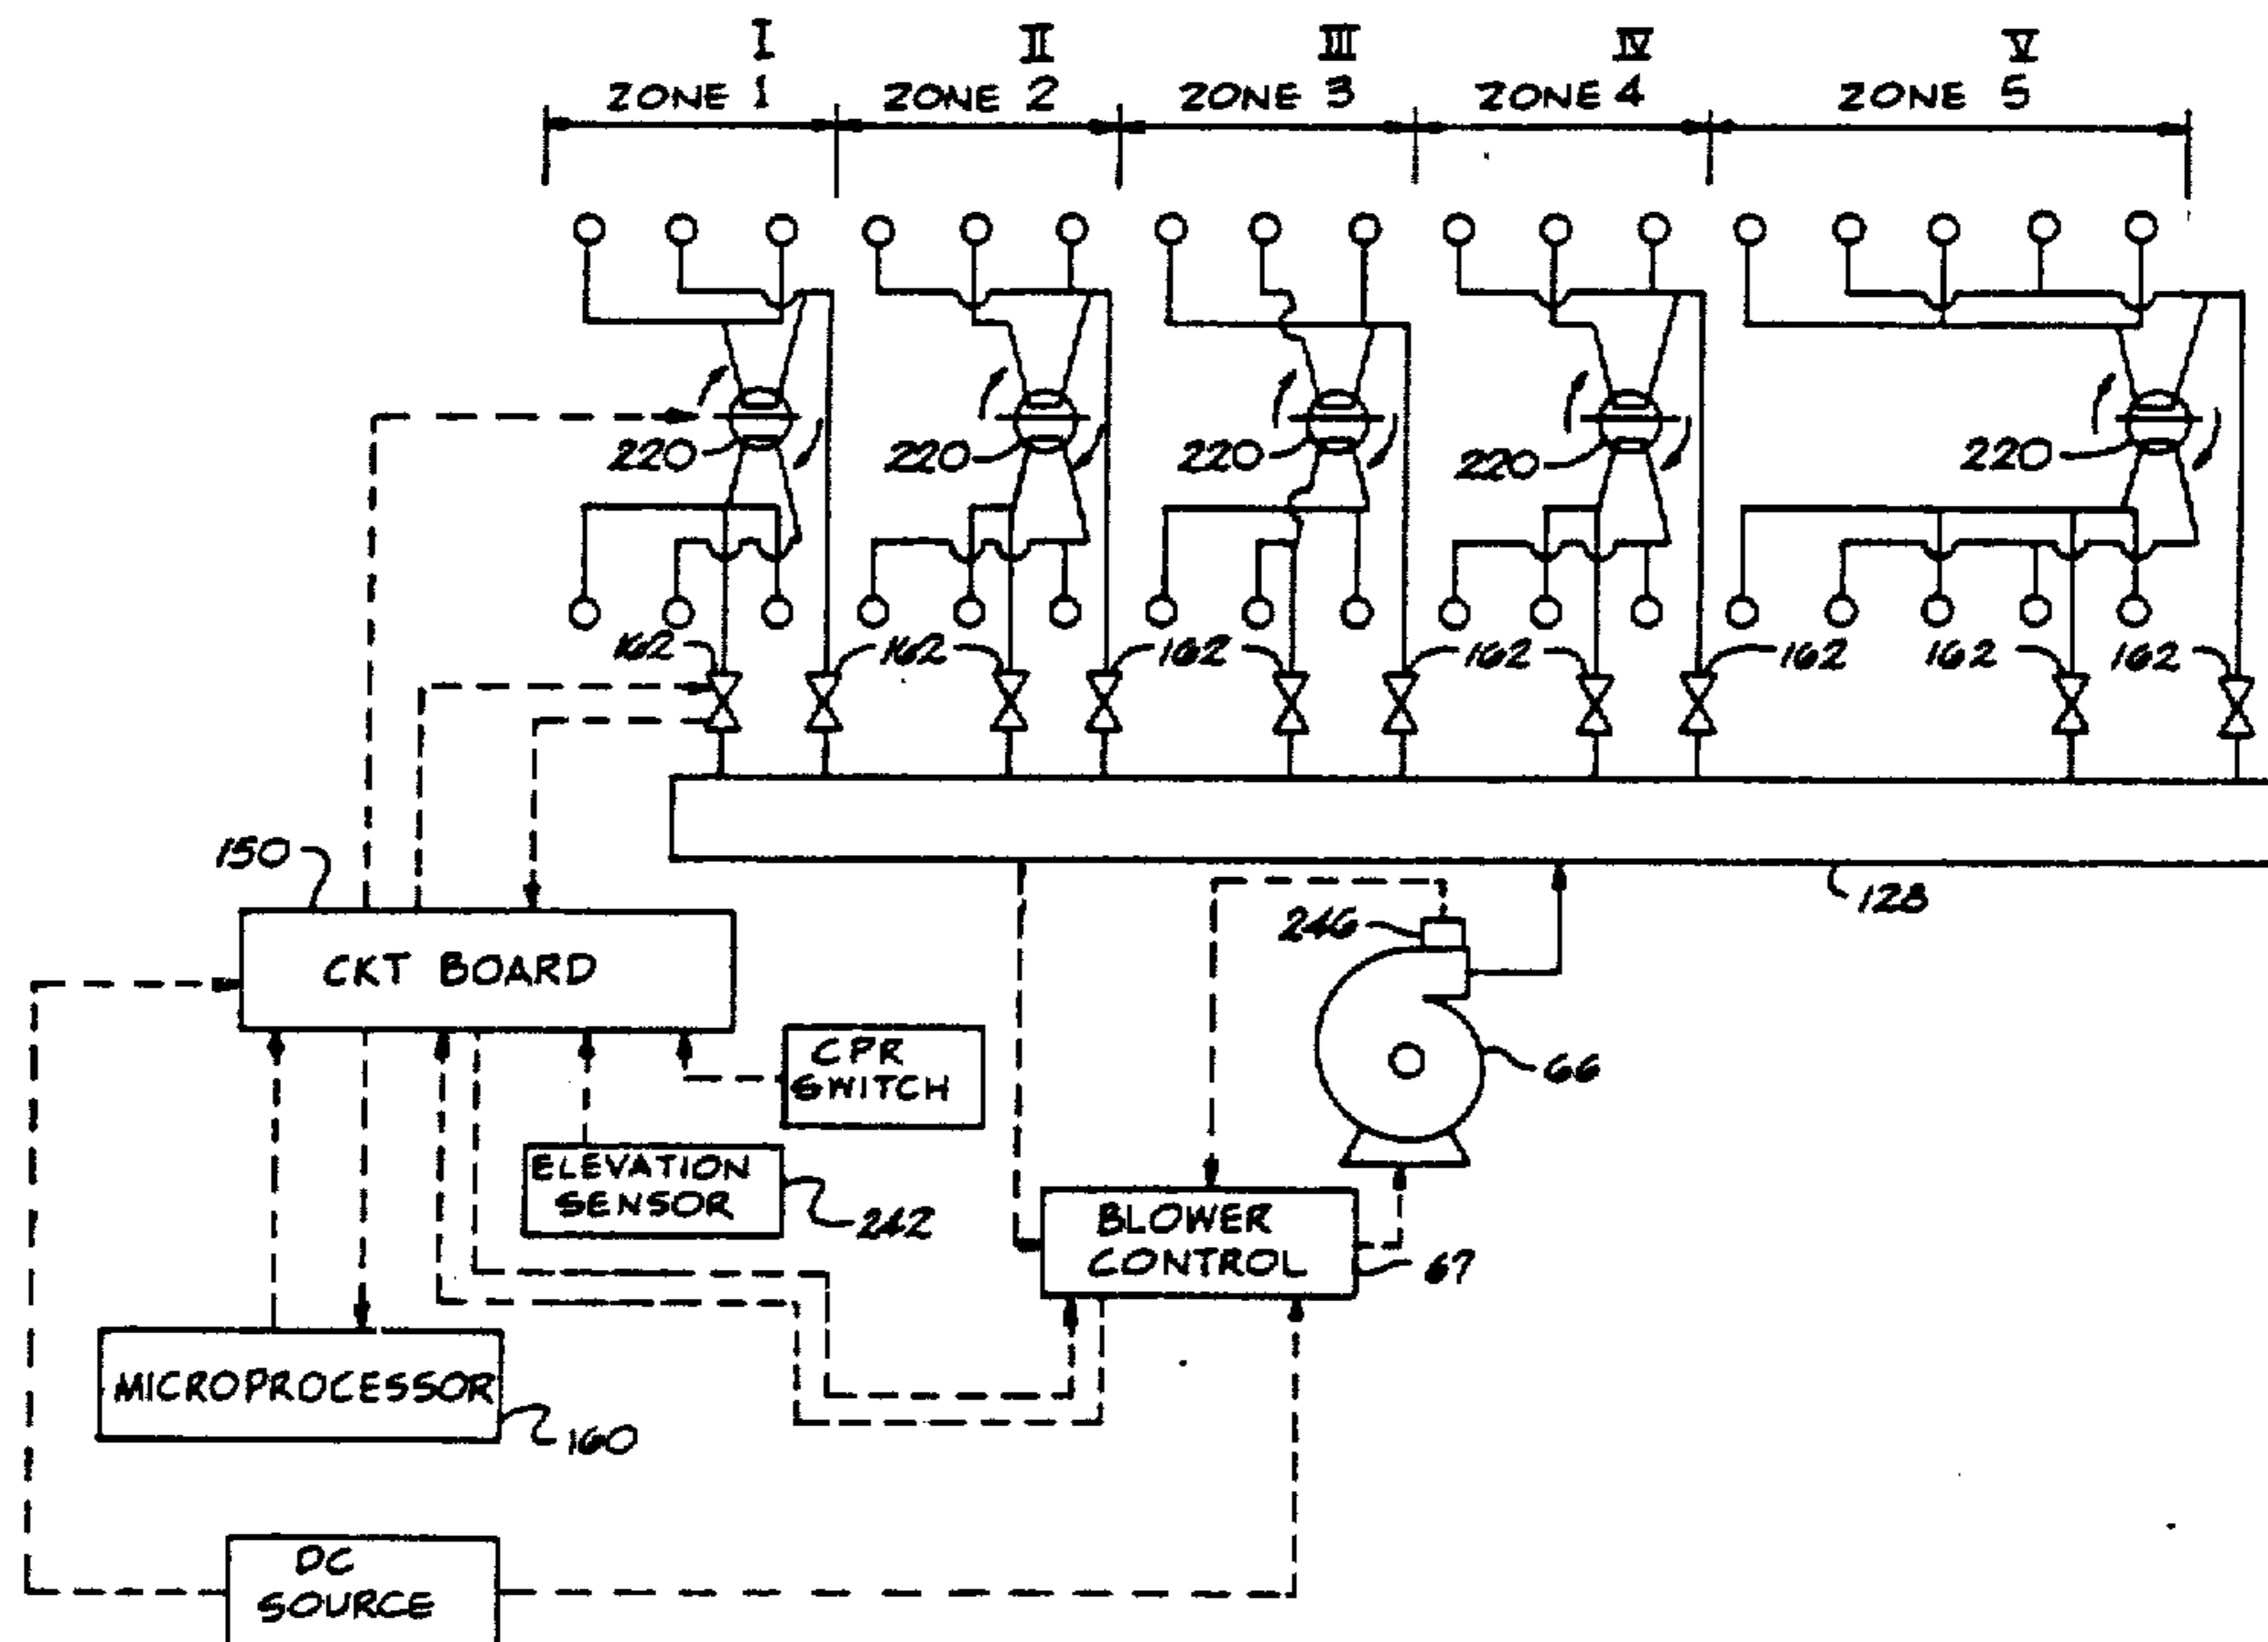 I II III IV V
ZONE 1 ZONE 2 ZONE 3 ZONE 4 ZONE 5
220 220 220 220 220
162 162 162 162 162 162 162
150
128
246
CKT BOARD
CPR
SWITCH
66
ELEVATION
SENSOR
242
BLOWER
CONTROL
67
MICROPROCESSOR
160
DC
SOURCE